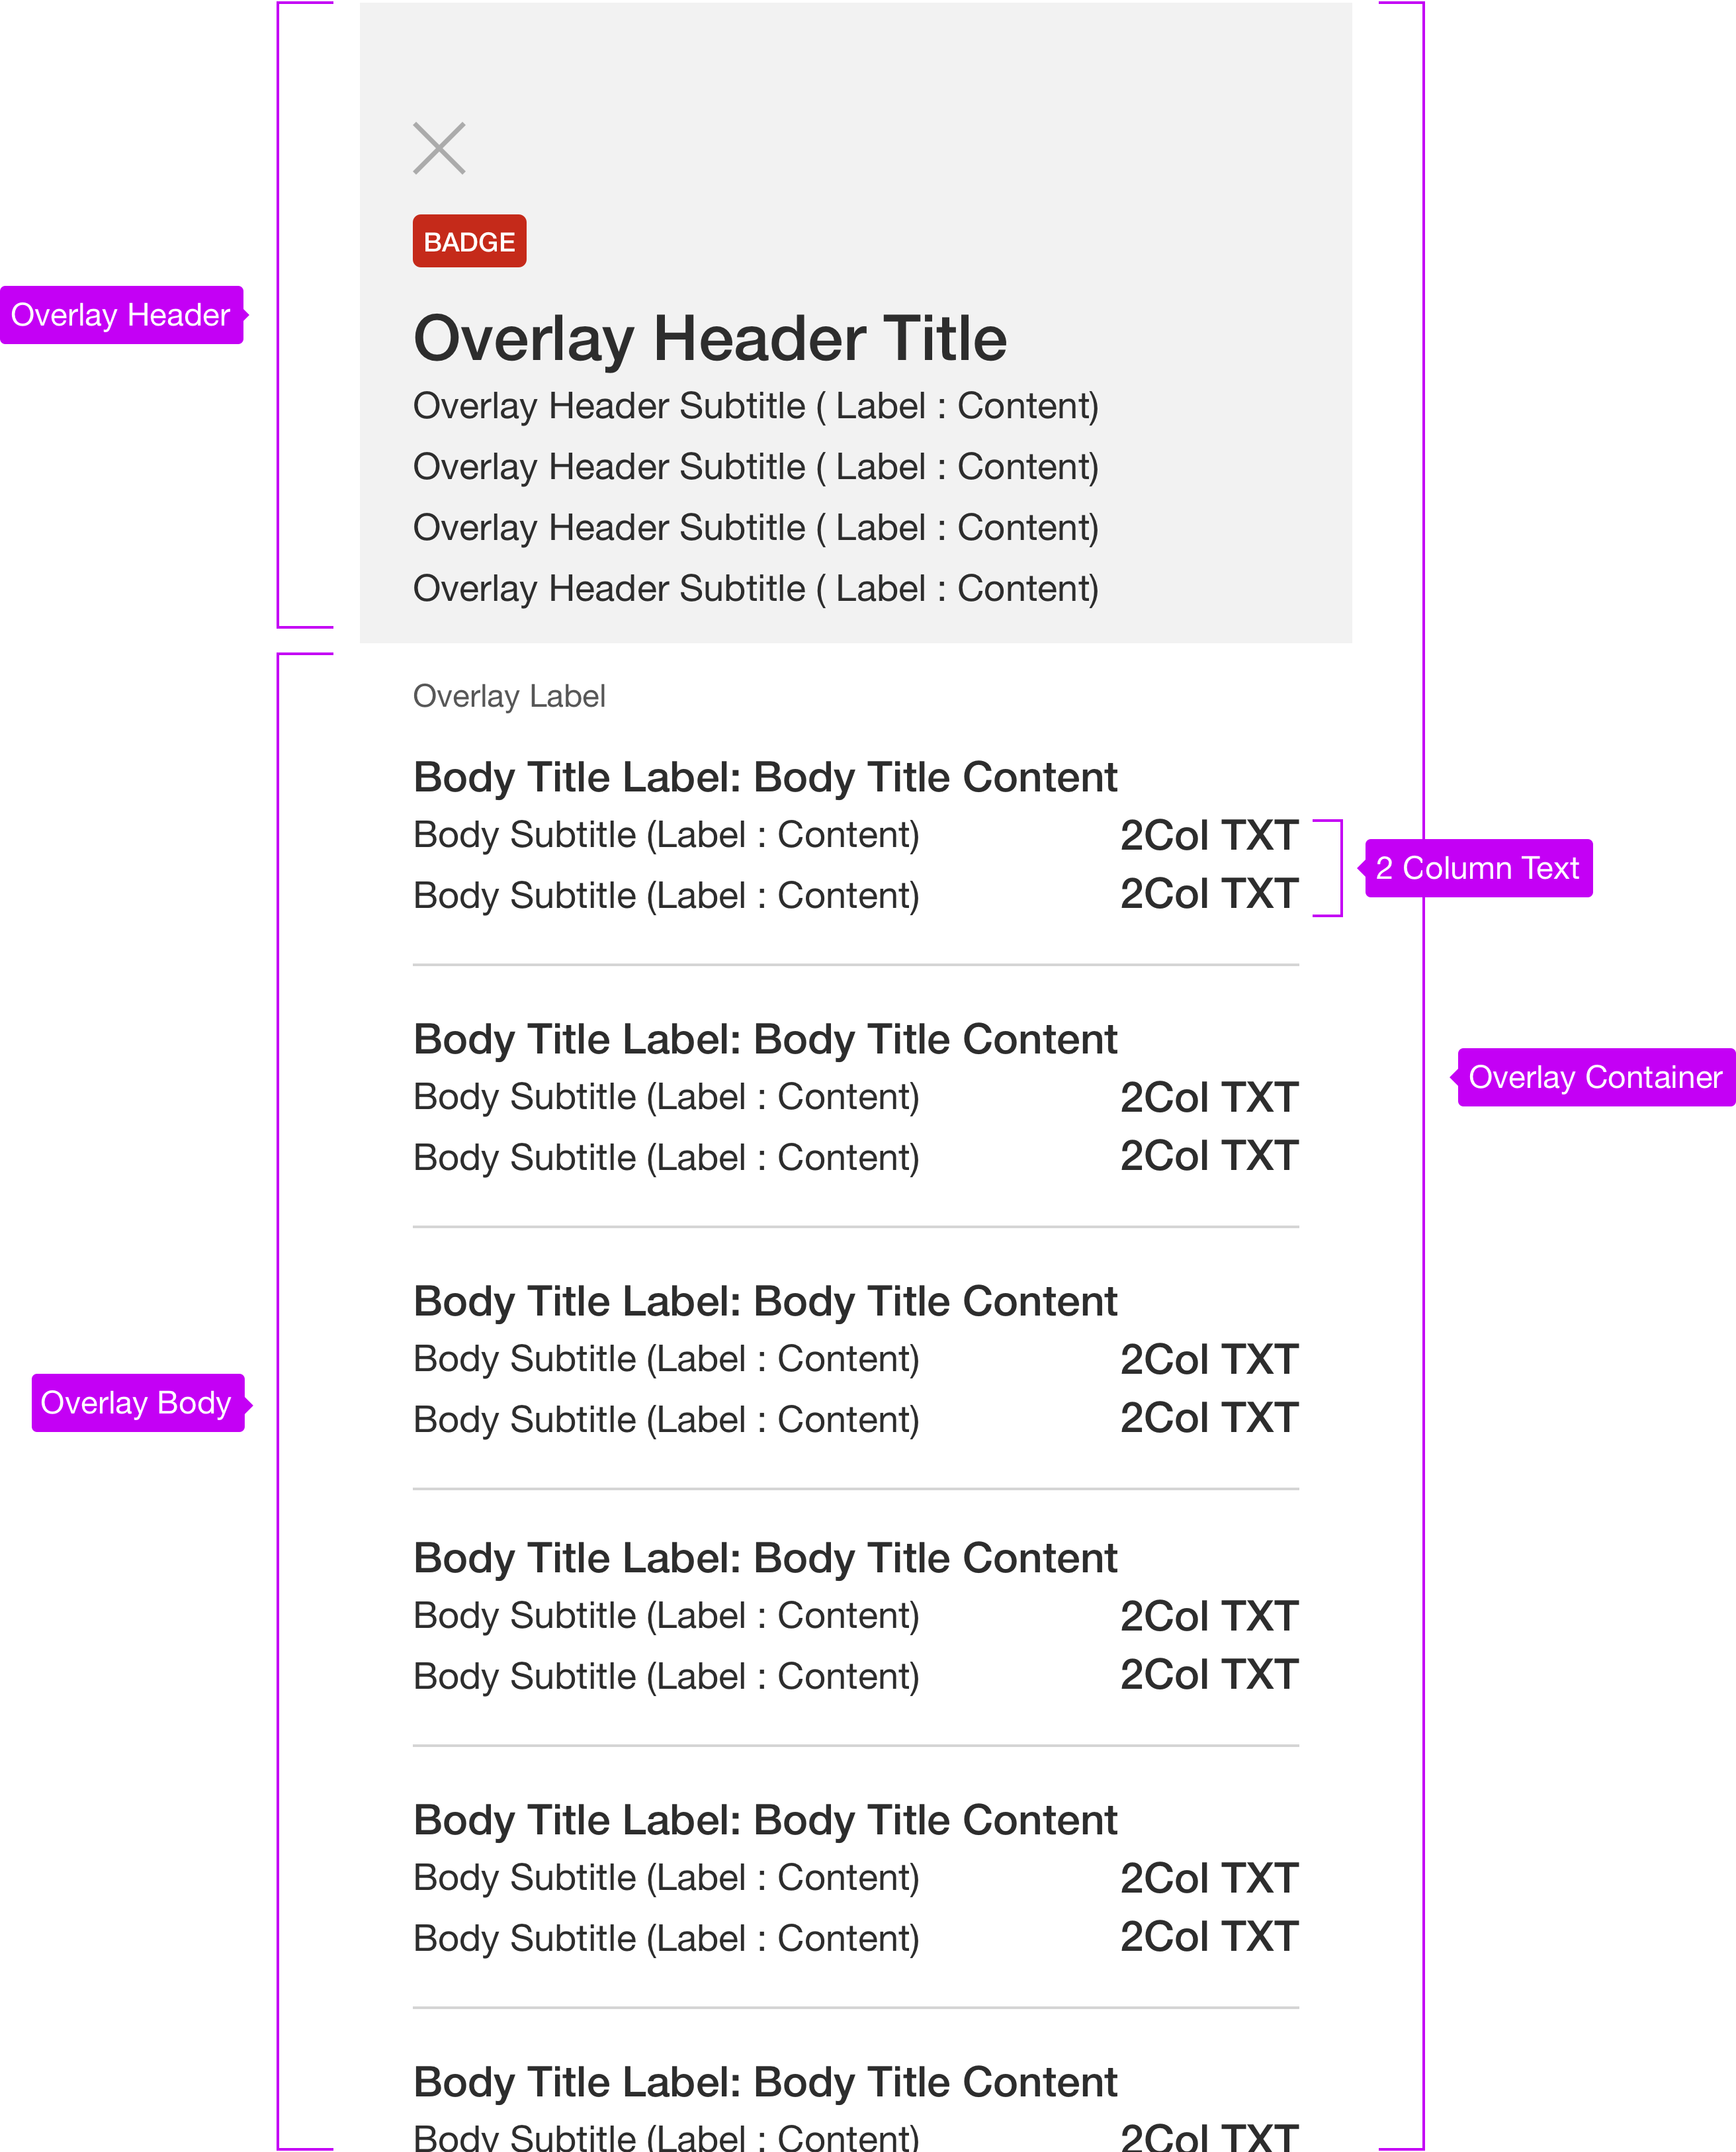 BADGE
Overlay Header
Overlay Header Title
Overlay Header Subtitle ( Label : Content)
Overlay Header Subtitle ( Label : Content)
Overlay Header Subtitle ( Label : Content)
Overlay Header Subtitle ( Label : Content)
Overlay Label
Body Title Label: Body Title Content
Body Subtitle (Label : Content) 2Col TXT
2 Column Text
Body Subtitle (Label : Content) 2Col TXT
Body Title Label: Body Title Content
Overlay Container
Body Subtitle (Label : Content) 2Col TXT
Body Subtitle (Label : Content) 2Col TXT
Body Title Label: Body Title Content
Body Subtitle (Label : Content) 2Col TXT
Overlay Body
Body Subtitle (Label : Content) 2Col TXT
Body Title Label: Body Title Content
Body Subtitle (Label : Content) 2Col TXT
Body Subtitle (Label : Content) 2Col TXT
Body Title Label: Body Title Content
Body Subtitle (Label : Content) 2Col TXT
Body Subtitle (Label : Content) 2Col TXT
Body Title Label: Body Title Content
Body Subtitle (Label : Content) 2Col TXT